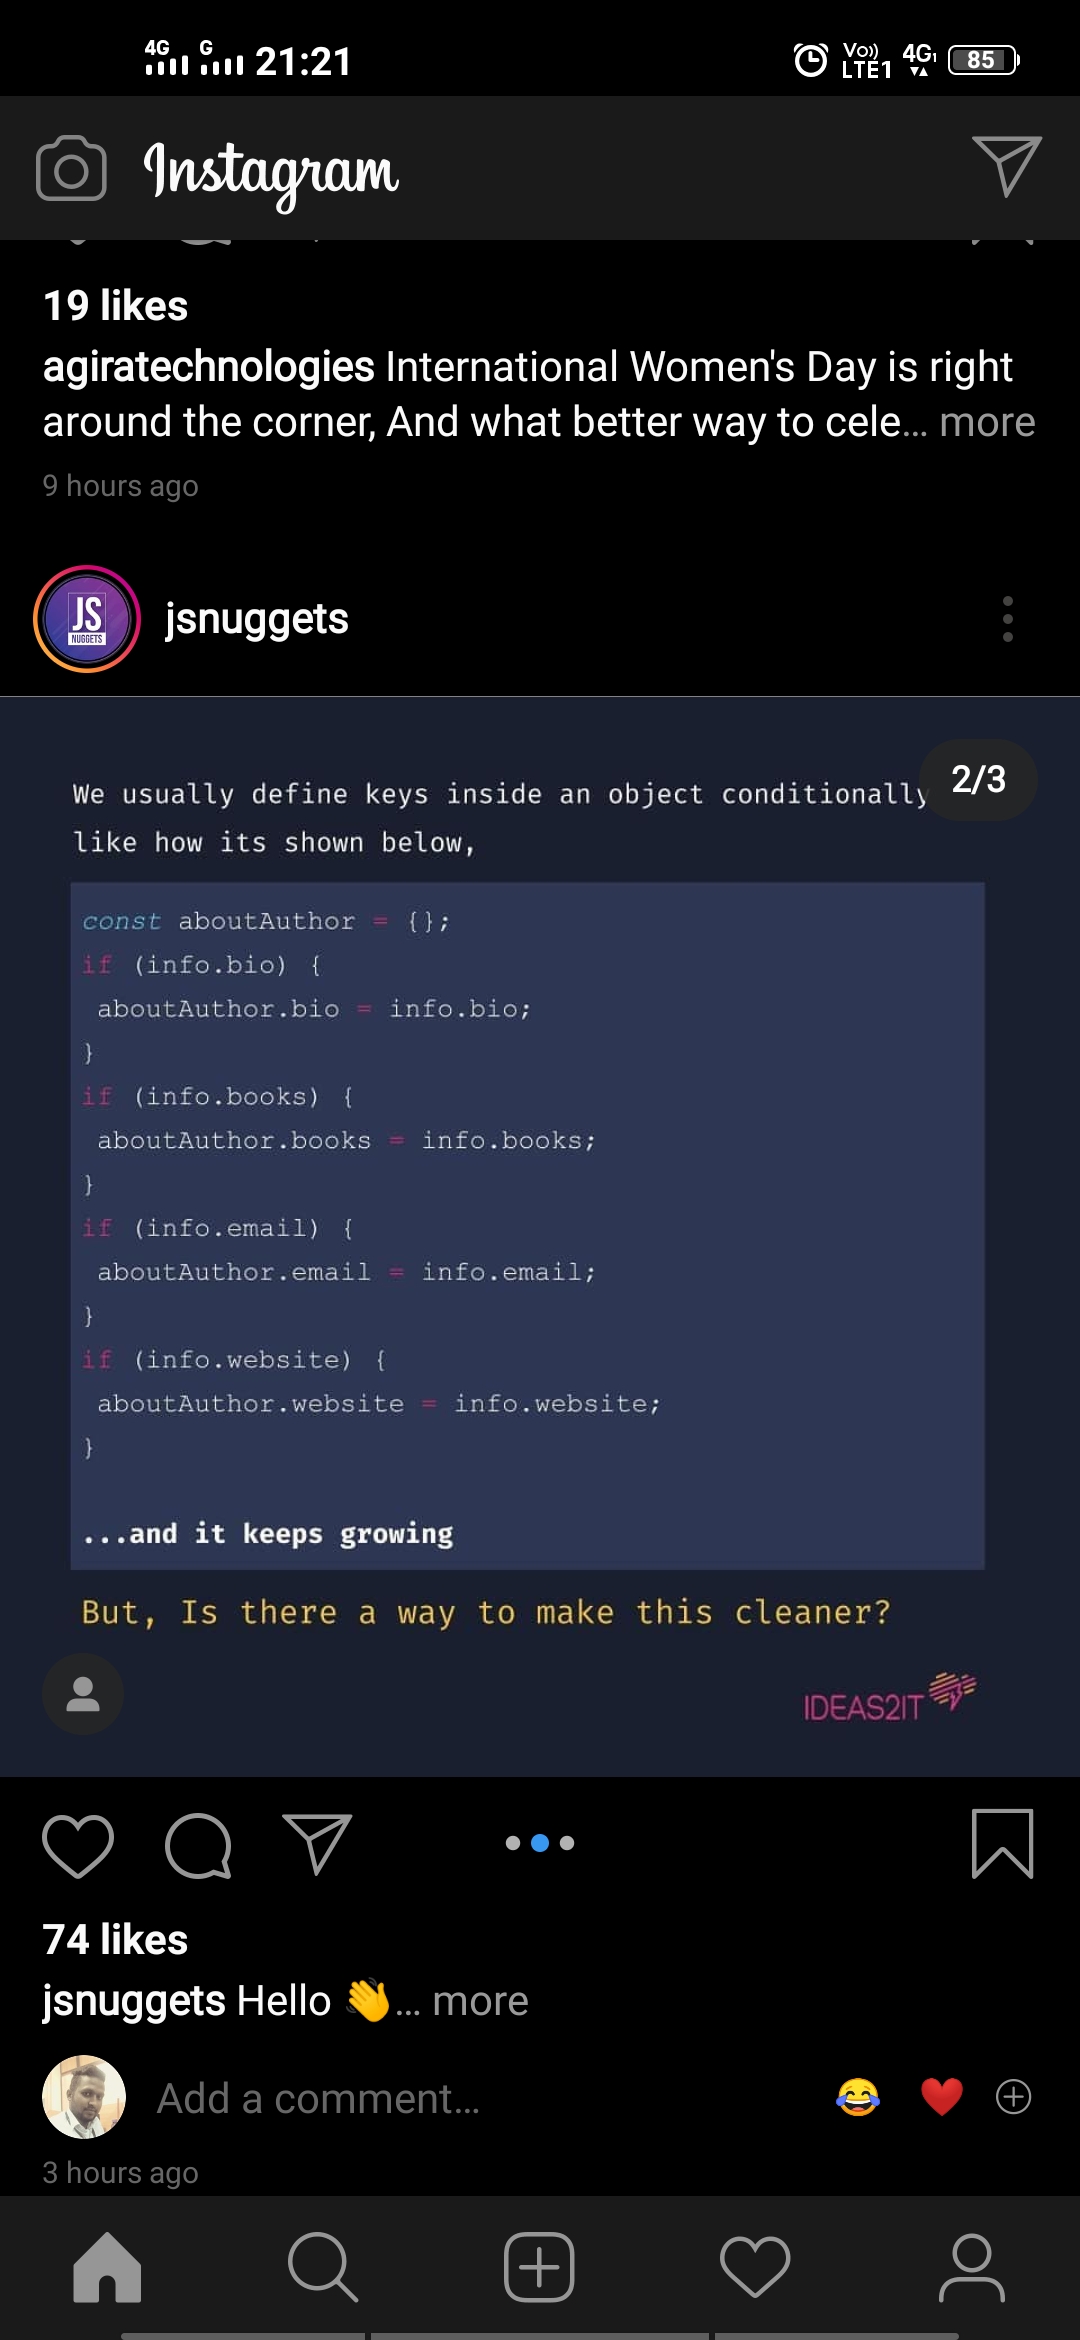 4G G 21:21 Vo)) LTE1 4G1 85
Instagram
19 likes
agiratechnologies International Women's Day is right
around the corner, And what better way to cele... more
9 hours ago
JS
NUGGETS
jsnuggets
2/3
We usually define keys inside an object conditionally
like how its shown below,
const aboutAuthor = {};
if (info.bio) {
aboutAuthor.bio = info.bio;
}
if (info.books) {
aboutAuthor.books = info.books;
}
if (info.email) {
aboutAuthor.email = info.email;
}
if (info.website) {
aboutAuthor.website = info.website;
}
...and it keeps growing
But, Is there a way to make this cleaner?
IDEAS2IT
74 likes
jsnuggets Hello 👋... more
Add a comment...
3 hours ago